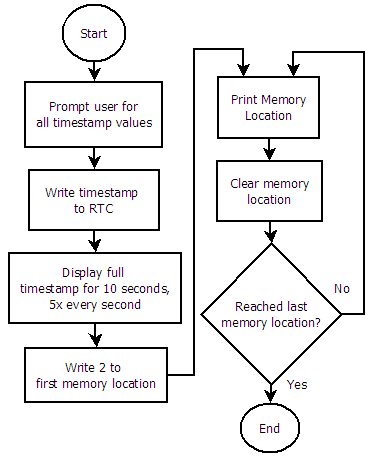 Start
Prompt user for
all timestamp values
Write timestamp
to RTC
Display full
timestamp for 10 seconds,
5x every second
Write 2 to
first memory location
Print Memory
Location
Clear memory
location
Reached last
memory location?
No
Yes
End